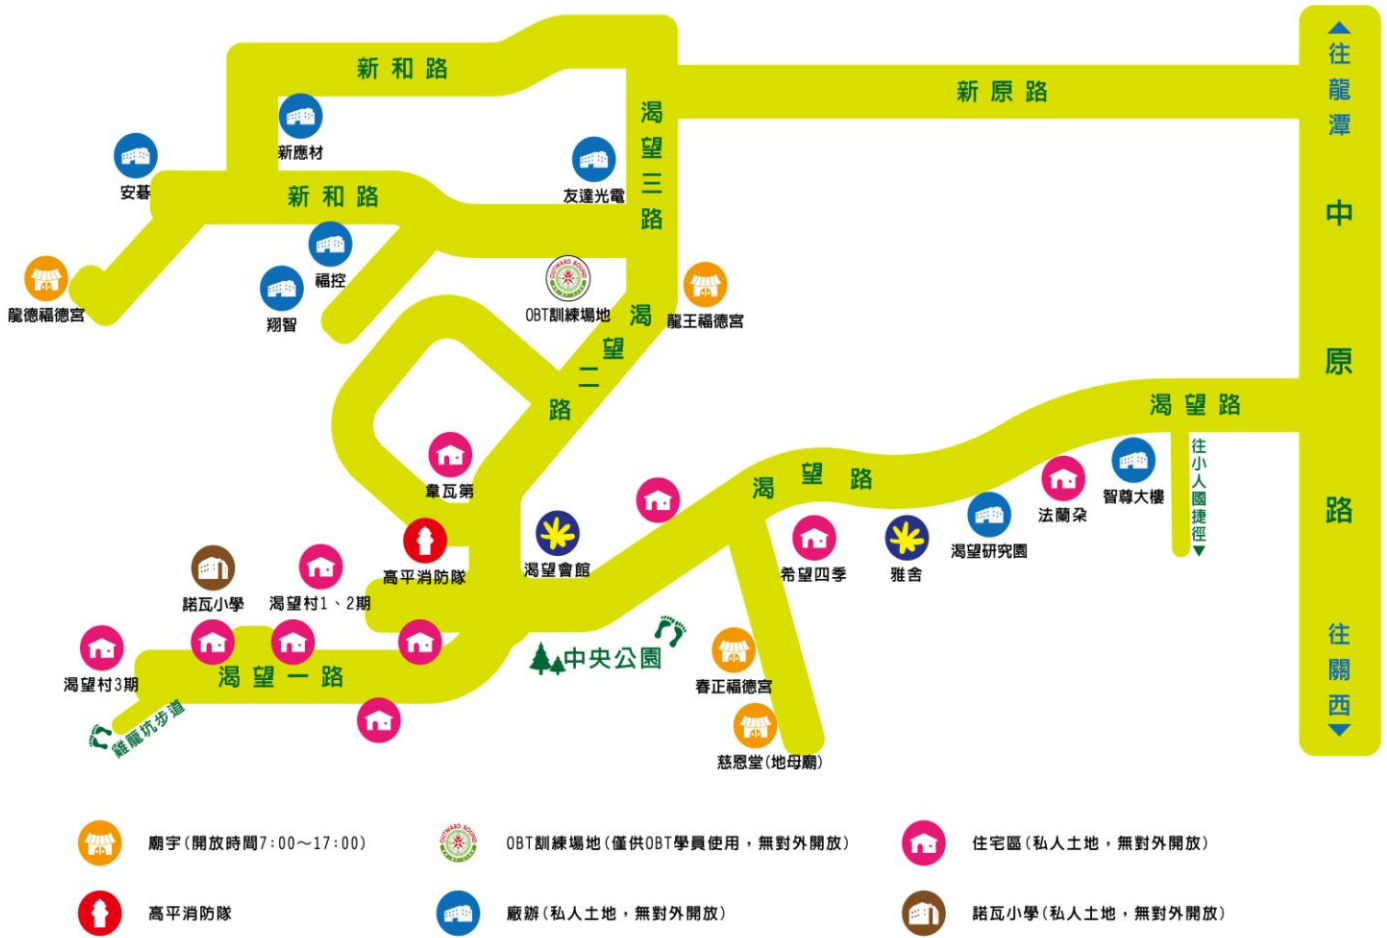 新和路
新原路
往龍潭
中原路
往關西
渴望三路
新應材
安碁
友達光電
新和路
福控
翔智
龍德福德宮
OUTWARD BOUND
OBT訓練場地
龍王福德宮
渴望二路
渴望路
往小人國捷徑
韋瓦第
智尊大樓
法蘭朵
渴望路
渴望研究園
雅舍
希望四季
渴望會館
高平消防隊
諾瓦小學
渴望村1、2期
渴望村3期
渴望一路
中央公園
春正福德宮
雞籠坑步道
慈恩堂(地母廟)
廟宇(開放時間7:00～17:00)
OUTWARD BOUND
OBT訓練場地(僅供OBT學員使用，無對外開放)
住宅區(私人土地，無對外開放)
高平消防隊
廠辦(私人土地，無對外開放)
諾瓦小學(私人土地，無對外開放)